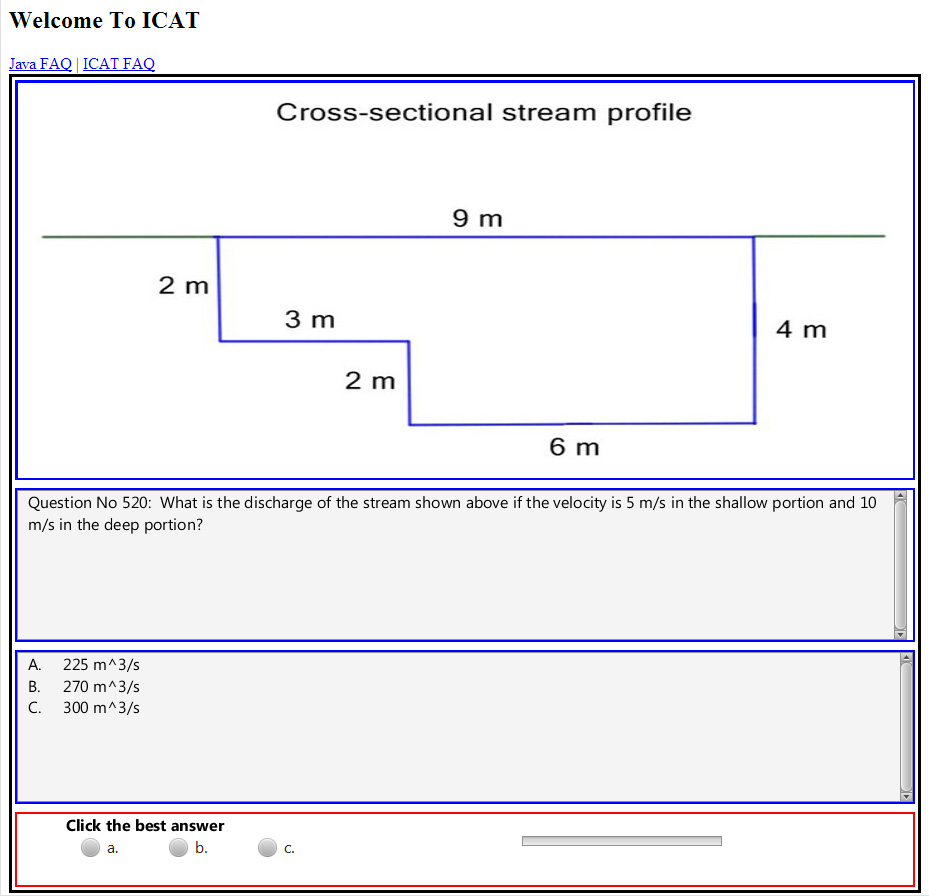 Welcome To ICAT
Java FAQ | ICAT FAQ
Cross-sectional stream profile
9 m
2 m
3 m
4 m
2 m
6 m
Question No 520:  What is the discharge of the stream shown above if the velocity is 5 m/s in the shallow portion and 10
m/s in the deep portion?
A. 225 m^3/s
B. 270 m^3/s
C. 300 m^3/s
Click the best answer
a. b. c.